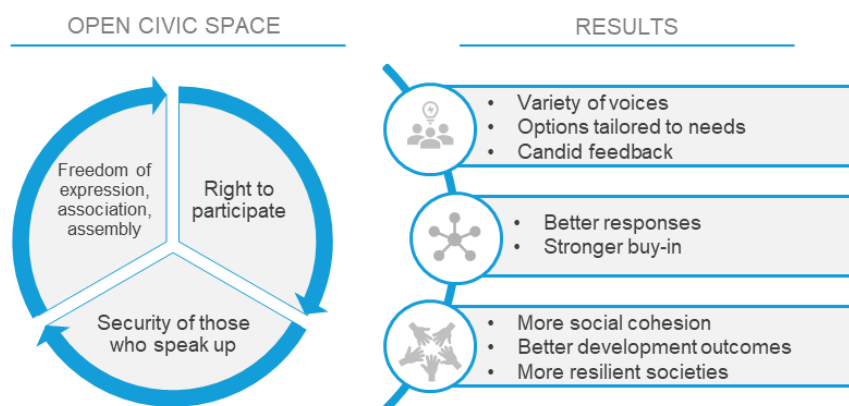 OPEN CIVIC SPACE
Freedom of
expression,
association,
assembly
Right to
participate
Security of those
who speak up
RESULTS
• Variety of voices
• Options tailored to needs
• Candid feedback
• Better responses
• Stronger buy-in
• More social cohesion
• Better development outcomes
• More resilient societies